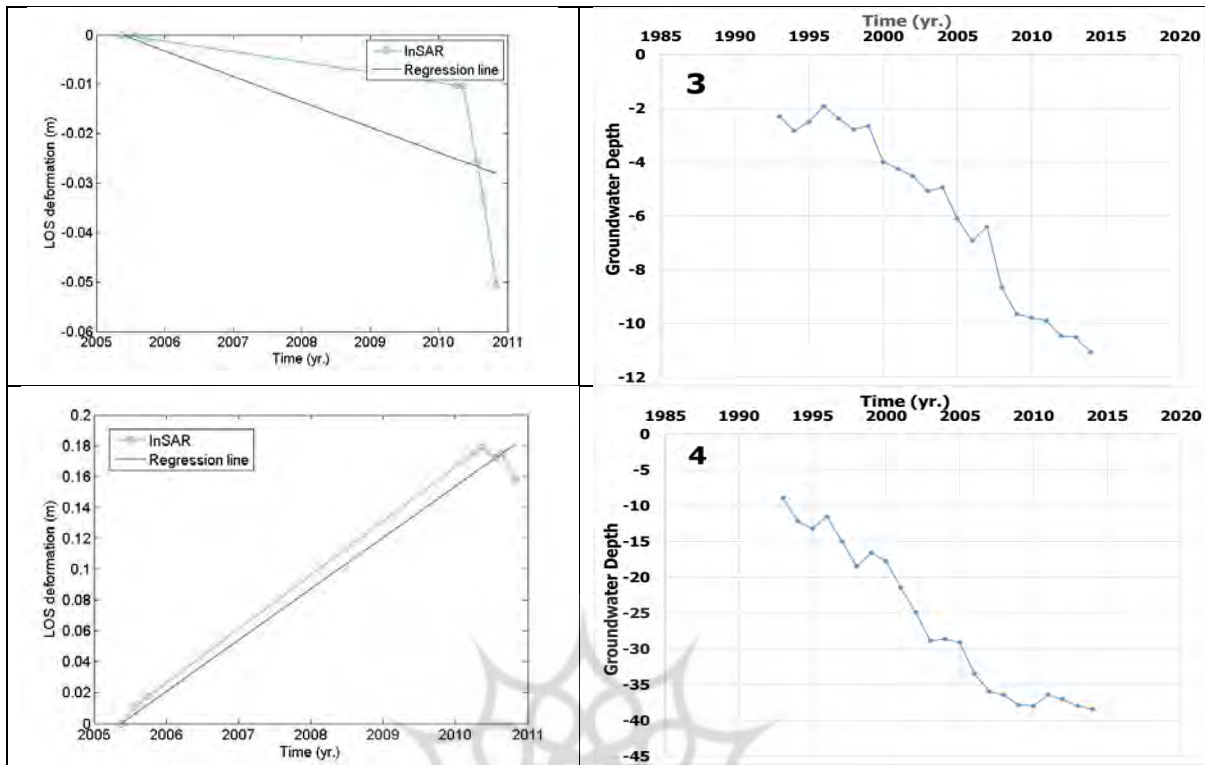 0
-0.01
-0.02
-0.03
-0.04
-0.05
-0.06
LOS deformation (m)
InSAR
Regression line
2005 2006 2007 2008 2009 2010 2011
Time (yr.)
Time (yr.)
1985 1990 1995 2000 2005 2010 2015 2020
0
-2
-4
-6
-8
-10
-12
Groundwater Depth
3
0.2
0.18
0.16
0.14
0.12
0.1
0.08
0.06
0.04
0.02
0
LOS deformation (m)
InSAR
Regression line
2005 2006 2007 2008 2009 2010 2011
Time (yr.)
Time (yr.)
1985 1990 1995 2000 2005 2010 2015 2020
0
-5
-10
-15
-20
-25
-30
-35
-40
-45
Groundwater Depth
4